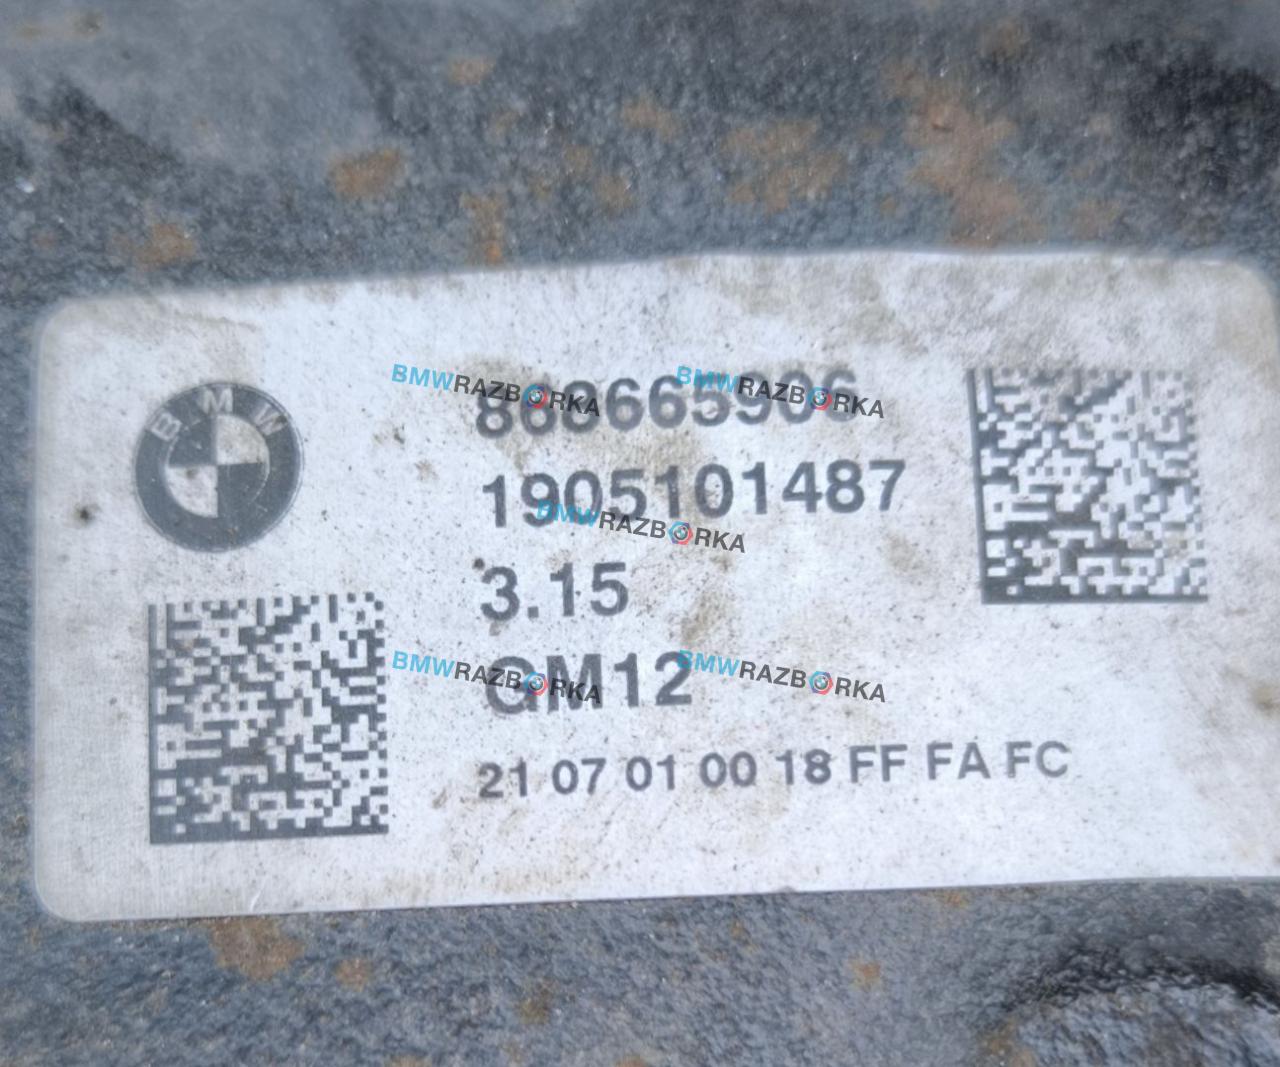 BMW
868665906
1905101487
3.15
GM12
21 07 01 00 18 FF FA FC
BMWRAZBORKA
BMWRAZBORKA
BMWRAZBORKA
BMWRAZBORKA
BMWRAZBORKA